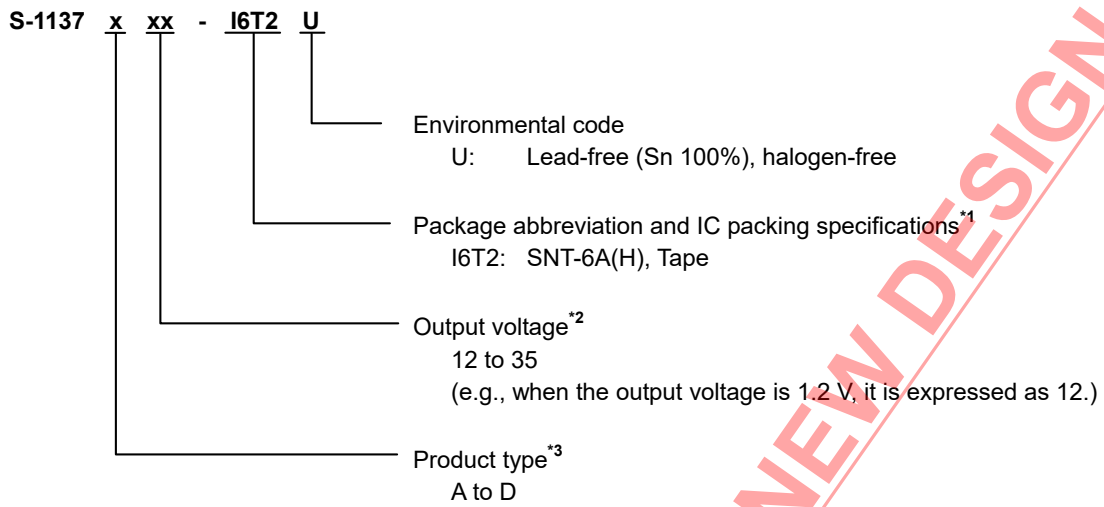 S-1137 x xx - I6T2 U
Environmental code
U: Lead-free (Sn 100%), halogen-free
Package abbreviation and IC packing specifications*1
I6T2: SNT-6A(H), Tape
Output voltage*2
12 to 35
(e.g., when the output voltage is 1.2 V, it is expressed as 12.)
Product type*3
A to D
NEW DESIGN